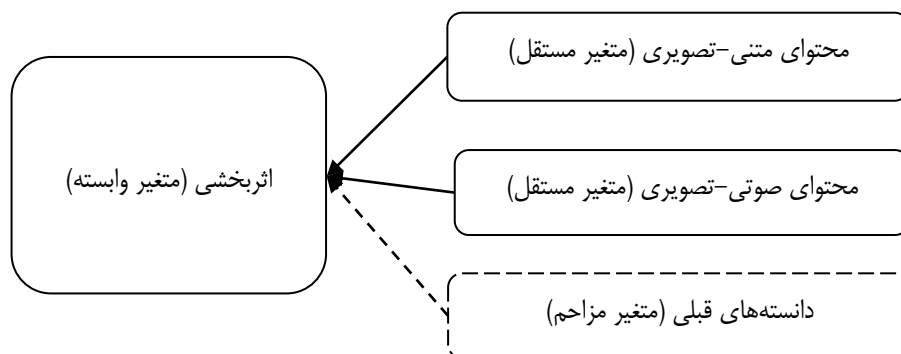 محتوای متنی-تصویری (متغیر مستقل)
اثربخشی (متغیر وابسته)
محتوای صوتی-تصویری (متغیر مستقل)
دانسته‌های قبلی (متغیر مزاحم)